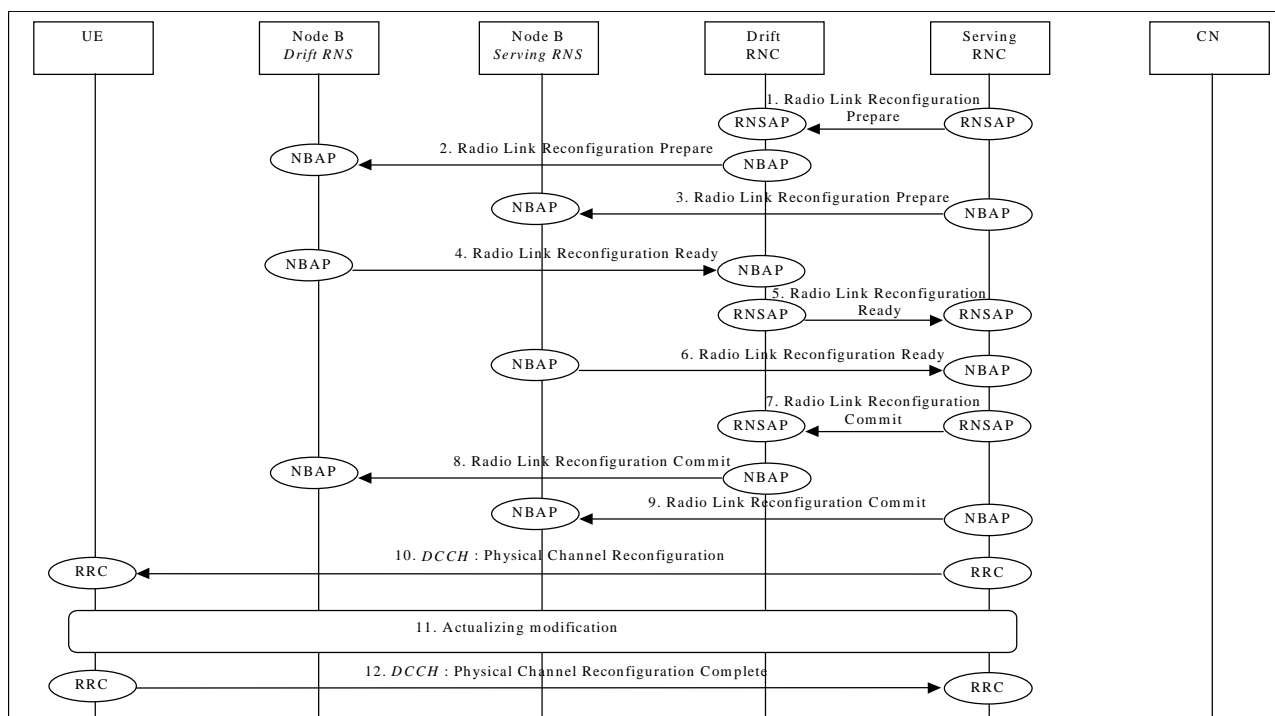 UE
Node B
Drift RNS
Node B
Serving RNS
Drift
RNC
Serving
RNC
CN
1. Radio Link Reconfiguration
Prepare
RNSAP
RNSAP
2. Radio Link Reconfiguration Prepare
NBAP
NBAP
3. Radio Link Reconfiguration Prepare
NBAP
NBAP
4. Radio Link Reconfiguration Ready
NBAP
NBAP
5. Radio Link Reconfiguration
Ready
RNSAP
RNSAP
6. Radio Link Reconfiguration Ready
NBAP
NBAP
7. Radio Link Reconfiguration
Commit
RNSAP
RNSAP
8. Radio Link Reconfiguration Commit
NBAP
NBAP
9. Radio Link Reconfiguration Commit
NBAP
NBAP
10. DCCH : Physical Channel Reconfiguration
RRC
RRC
11. Actualizing modification
12. DCCH : Physical Channel Reconfiguration Complete
RRC
RRC